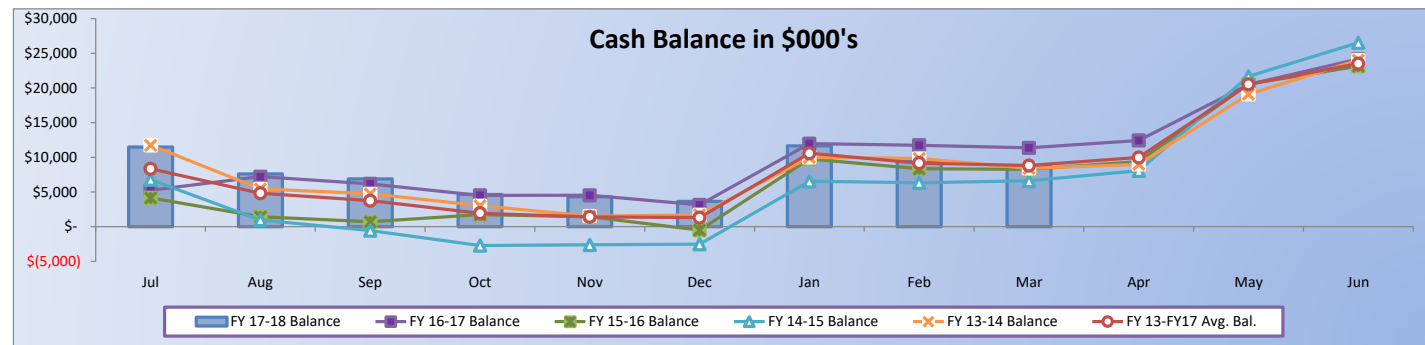 Cash Balance in $000's
$30,000
$25,000
$20,000
$15,000
$10,000
$5,000
$-
$(5,000)
Jul Aug Sep Oct Nov Dec Jan Feb Mar Apr May Jun
FY 17-18 Balance FY 16-17 Balance FY 15-16 Balance FY 14-15 Balance FY 13-14 Balance FY 13-FY17 Avg. Bal.